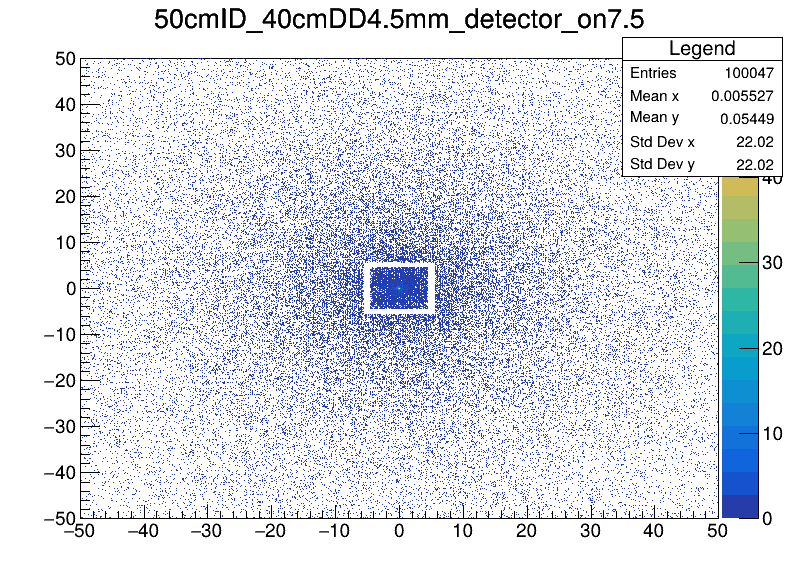 50cmID_40cmDD4.5mm_detector_on7.5
Legend
Entries 100047
Mean x 0.005527
Mean y 0.05449
Std Dev x 22.02
Std Dev y 22.02
50
40
30
20
10
0
−10
−20
−30
−40
−50
−50 −40 −30 −20 −10 0 10 20 30 40 50
40
30
20
10
0